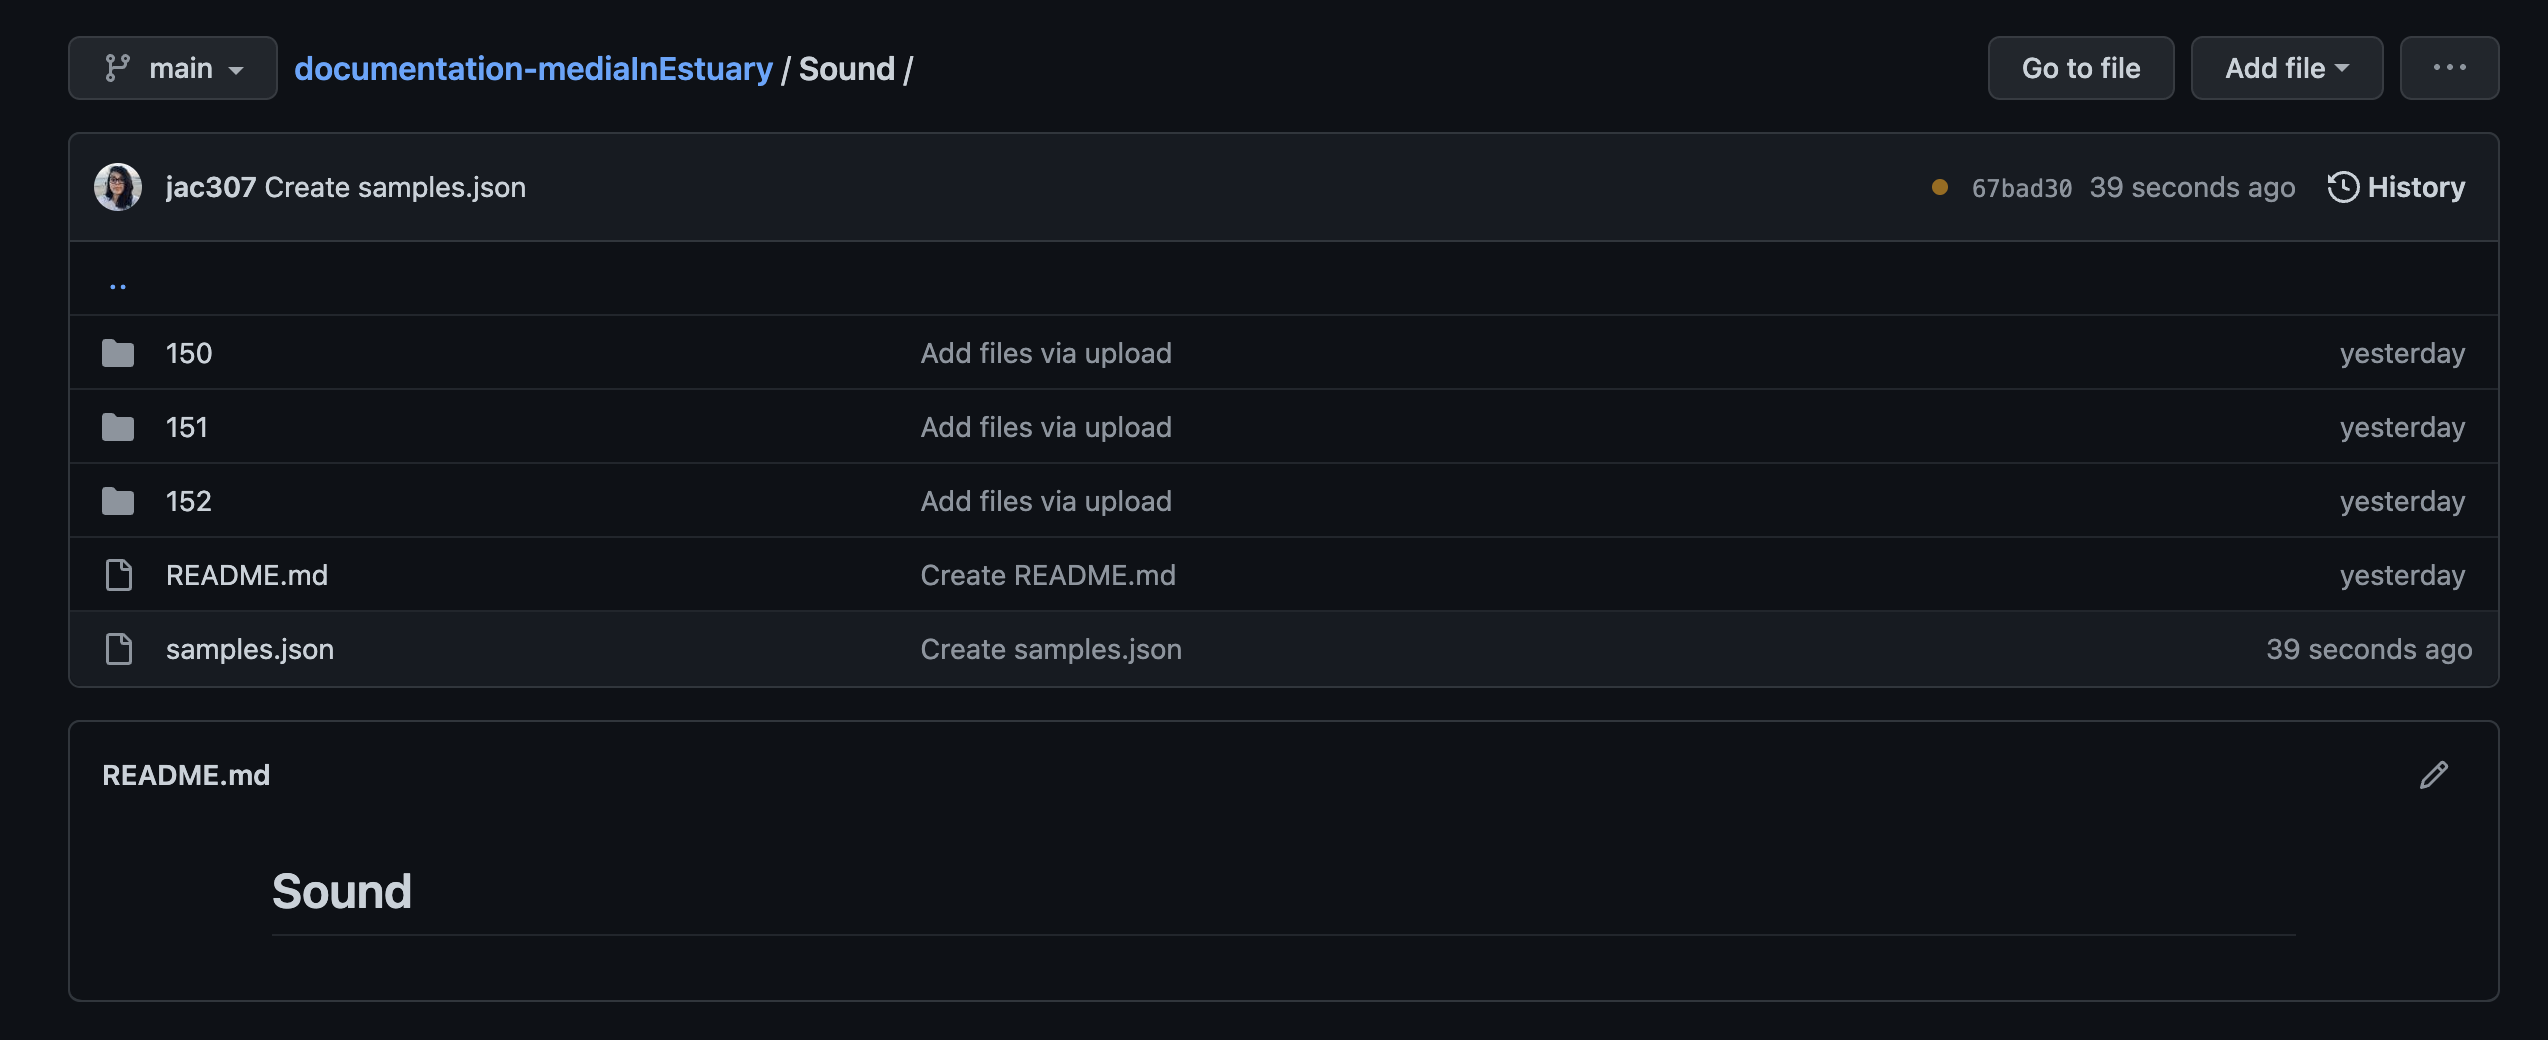 main documentation-mediaInEstuary / Sound / Go to file Add file ...
jac307 Create samples.json 67bad30 39 seconds ago History
..
150 Add files via upload yesterday
151 Add files via upload yesterday
152 Add files via upload yesterday
README.md Create README.md yesterday
samples.json Create samples.json 39 seconds ago
README.md
Sound